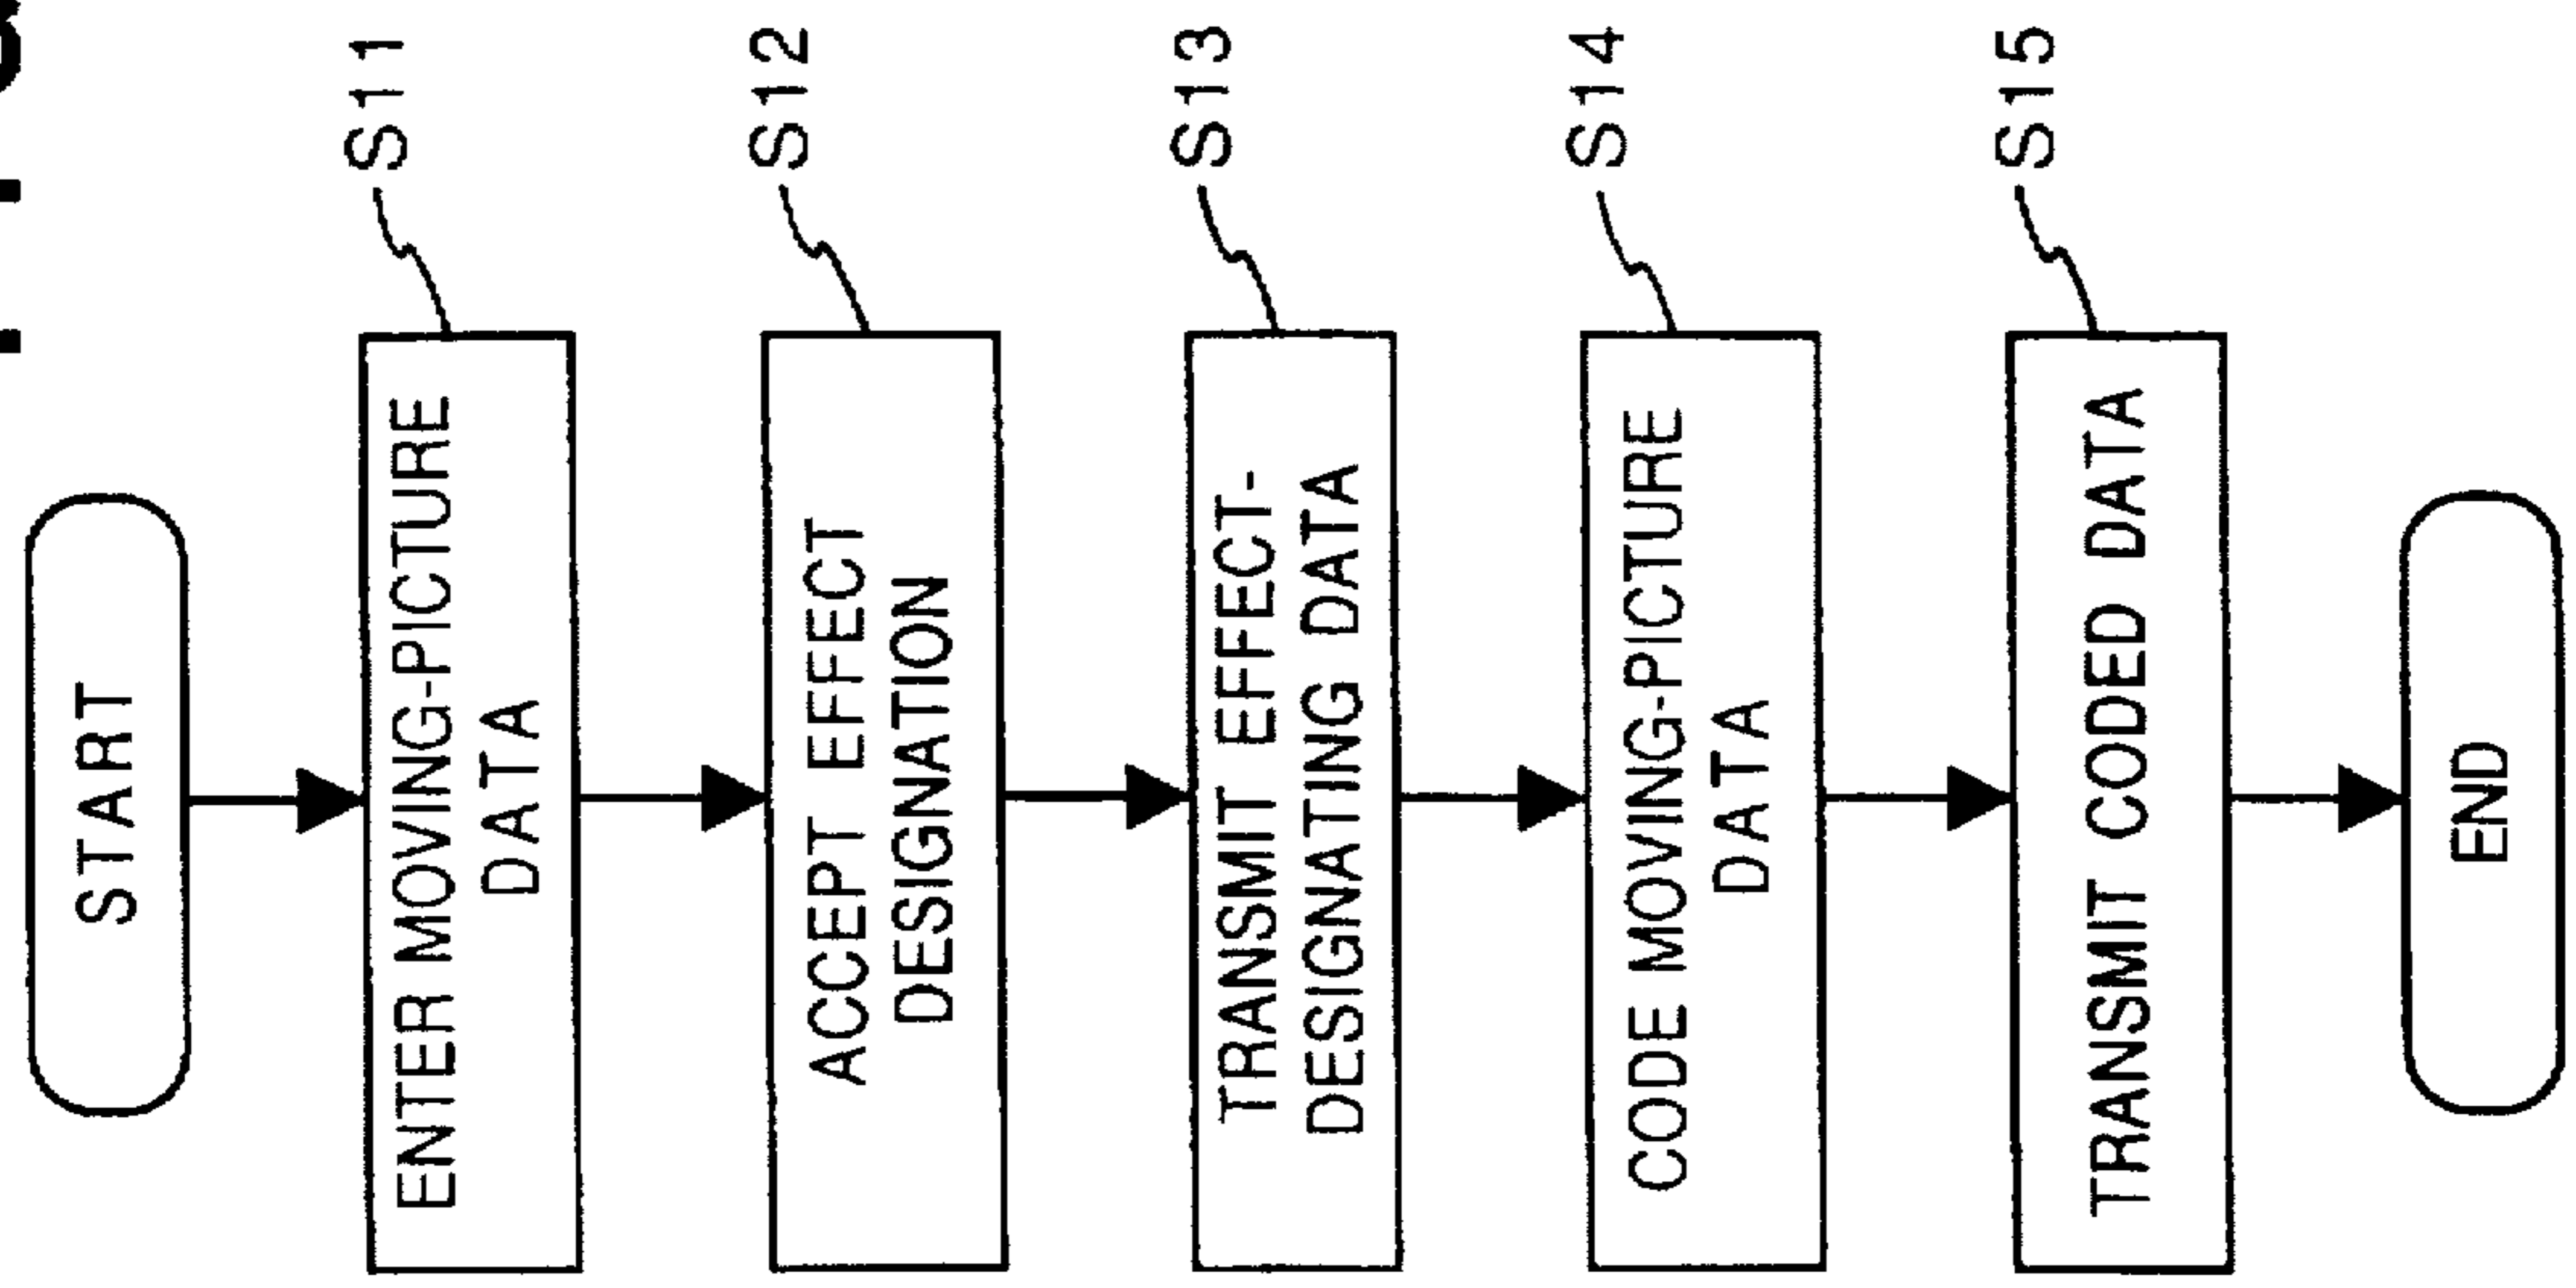 START
ENTER MOVING-PICTURE
DATA
S11
ACCEPT EFFECT
DESIGNATION
S12
TRANSMIT EFFECT-
DESIGNATING DATA
S13
CODE MOVING-PICTURE
DATA
S14
TRANSMIT CODED DATA
S15
END